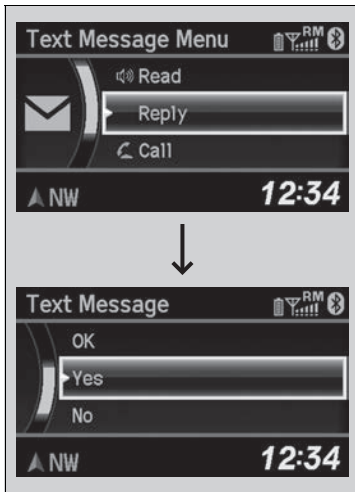 Text Message Menu RM
Read
Reply
Call
NW 12:34
Text Message RM
OK
Yes
No
NW 12:34